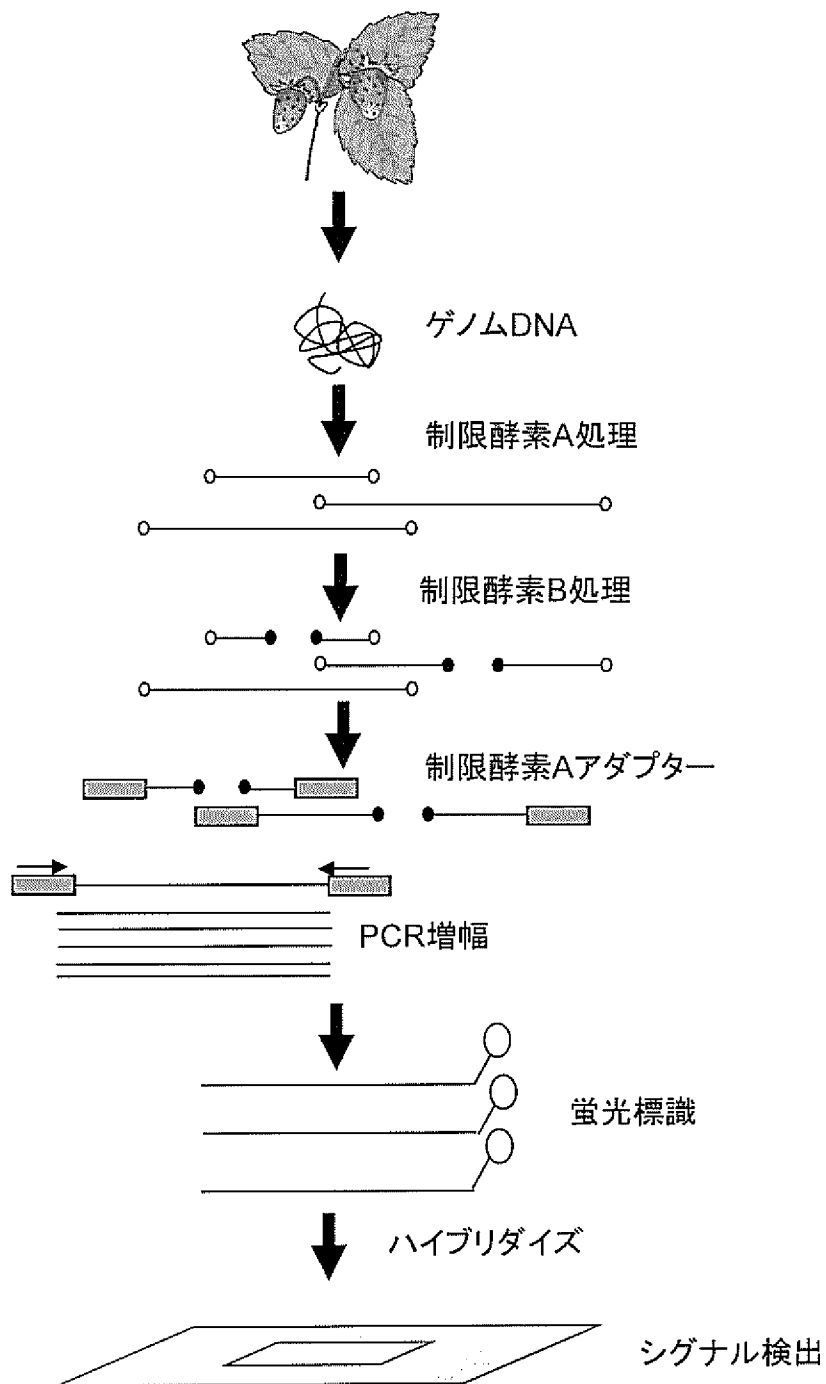 ゲノムDNA
制限酵素A処理
制限酵素B処理
制限酵素Aアダプター
PCR増幅
蛍光標識
ハイブリダイズ
シグナル検出